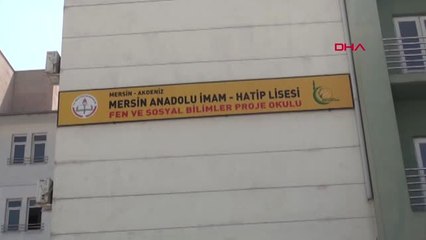 DHA
MERSİN - AKDENİZ
MERSİN ANADOLU İMAM - HATİP LİSESİ
FEN VE SOSYAL BİLİMLER PROJE OKULU